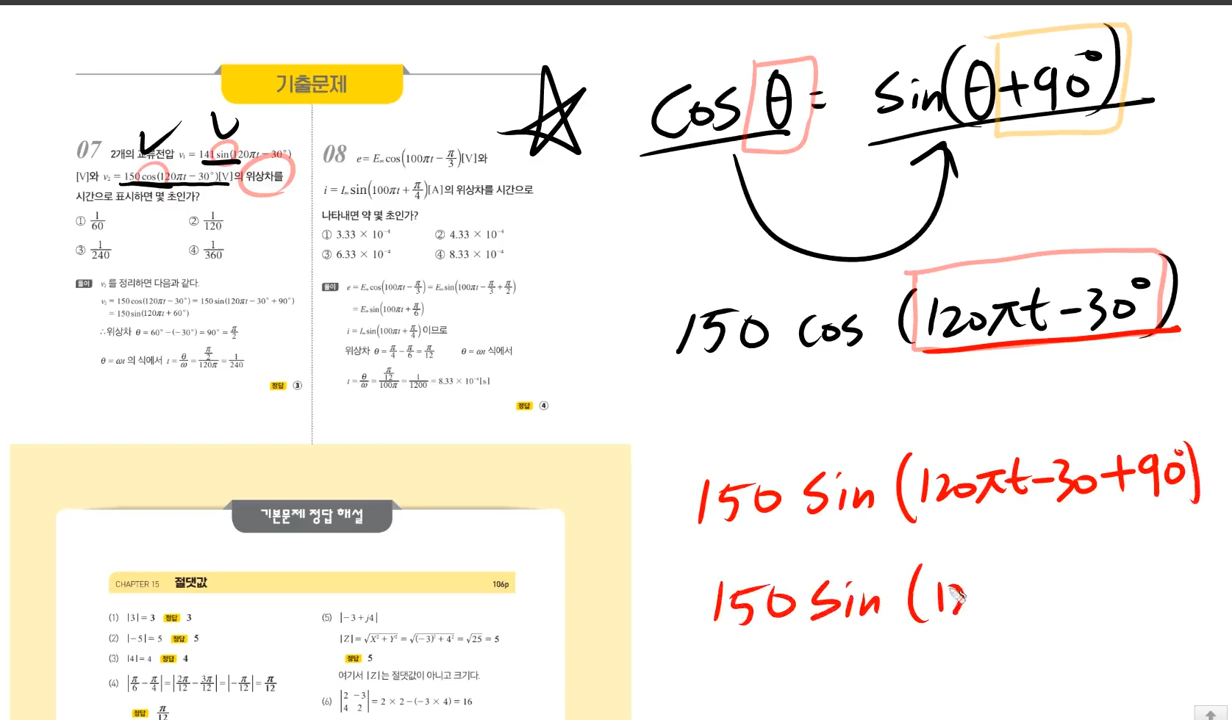 기출문제
07 2개의 교류전압 v₁ = 141 sin(120πt − 30°)
[V]와 v₂ = 150 cos(120πt − 30°)[V]의 위상차를
시간으로 표시하면 몇 초인가?
① 1/60 ② 1/120
③ 1/240 ④ 1/360
풀이 v₁ 를 정리하면 다음과 같다.
v₂ = 150cos(120πt − 30°) = 150sin(120πt − 30° + 90°)
= 150sin(120πt + 60°)
∴ 위상차 θ = 60° − (−30°) = 90° = π/2
θ = ωt 의 식에서 t = θ/ω = (π/2)/120π = 1/240
정답 ③
08 e = Eₘ cos(100πt − π/3)[V]와
i = Iₘ sin(100πt + π/4)[A]의 위상차를 시간으로
나타내면 약 몇 초인가?
① 3.33 × 10⁻⁴ ② 4.33 × 10⁻⁴
③ 6.33 × 10⁻⁴ ④ 8.33 × 10⁻⁴
풀이 e = Eₘ cos(100πt − π/3) = Eₘ sin(100πt − π/3 + π/2)
= Eₘ sin(100πt + π/6)
i = Iₘ sin(100πt + π/4) 이므로
위상차 θ = π/4 − π/6 = π/12 θ = ωt 에서
t = θ/ω = (π/12)/100π = 1/1200 = 8.33 × 10⁻⁴[s]
정답 ④
cos θ = sin(θ + 90°)
150 cos (120πt − 30°)
150 sin (120πt − 30 + 90°)
150 sin (12
기본문제 정답 해설
CHAPTER 15 절댓값 106p
(1) |3| = 3 정답 3
(2) |−5| = 5 정답 5
(3) |4| = 4 정답 4
(4) |π/6 − π/4| = |2π/12 − 3π/12| = |−π/12| = π/12
정답 π/12
(5) |−3 + j4|
|Z| = √(X² + Y²) = √((−3)² + 4²) = √25 = 5
정답 5
여기서 |Z|는 절댓값이 아니고 크기다.
(6) |2 −3; 4 2| = 2 × 2 − (−3 × 4) = 16